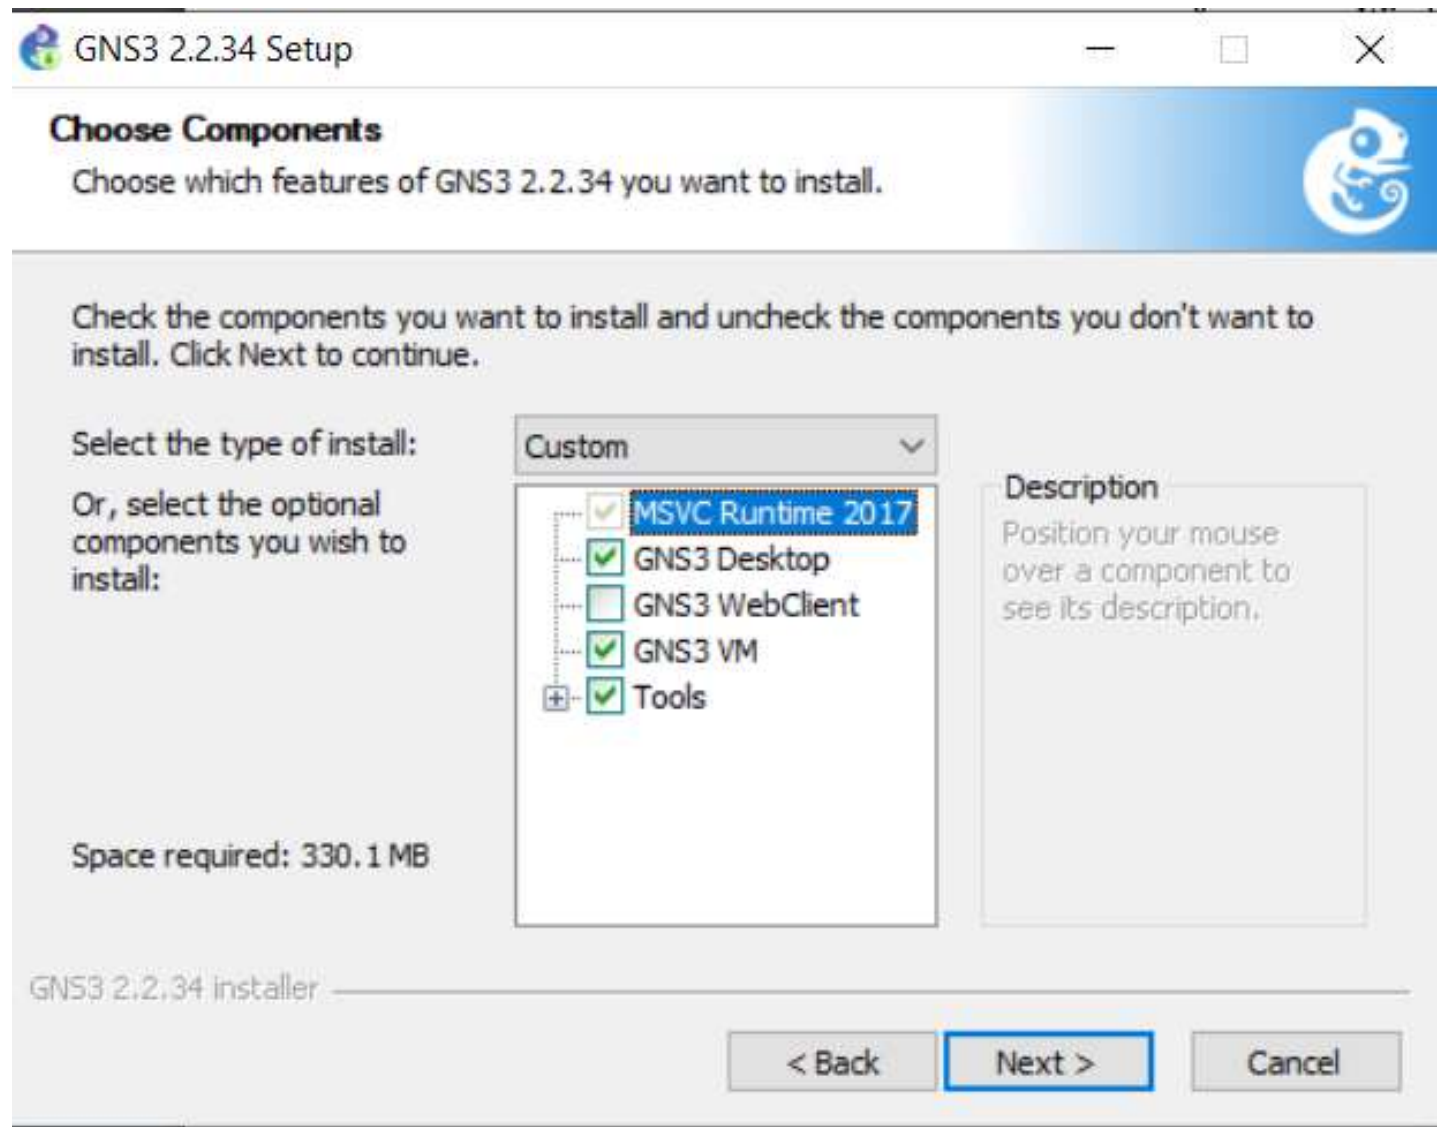 GNS3 2.2.34 Setup
Choose Components
Choose which features of GNS3 2.2.34 you want to install.
Check the components you want to install and uncheck the components you don't want to
install. Click Next to continue.
Select the type of install:
Custom
Or, select the optional
components you wish to
install:
MSVC Runtime 2017
GNS3 Desktop
GNS3 WebClient
GNS3 VM
Tools
Description
Position your mouse
over a component to
see its description.
Space required: 330.1 MB
GNS3 2.2.34 installer
< Back
Next >
Cancel